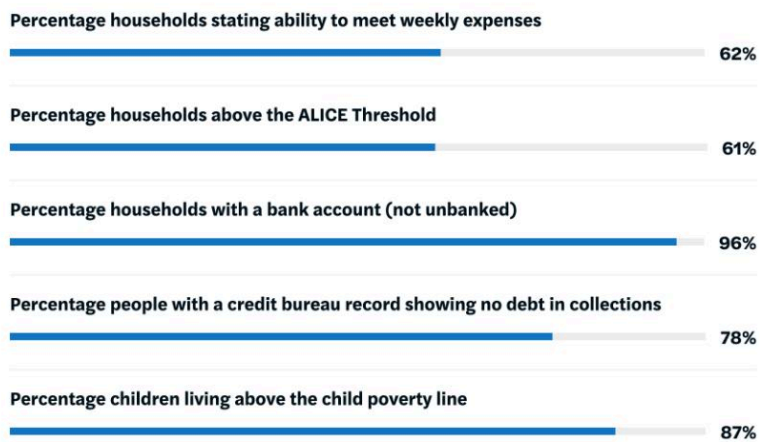 Percentage households stating ability to meet weekly expenses
62%
Percentage households above the ALICE Threshold
61%
Percentage households with a bank account (not unbanked)
96%
Percentage people with a credit bureau record showing no debt in collections
78%
Percentage children living above the child poverty line
87%